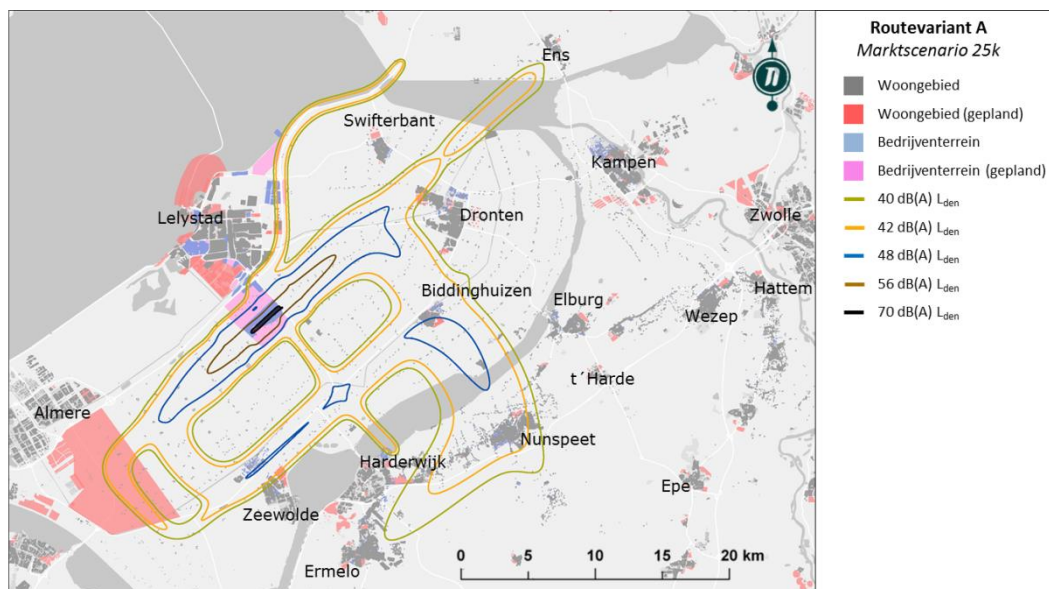 Routevariant A
Marktscenario 25k
Woongebied
Woongebied (gepland)
Bedrijventerrein
Bedrijventerrein (gepland)
40 dB(A) Lden
42 dB(A) Lden
48 dB(A) Lden
56 dB(A) Lden
70 dB(A) Lden
Ens
Swifterbant
Kampen
Lelystad
Dronten
Zwolle
Biddinghuizen
Elburg
Hattem
Wezep
t´Harde
Almere
Nunspeet
Harderwijk
Epe
Zeewolde
Ermelo
0 5 10 15 20 km